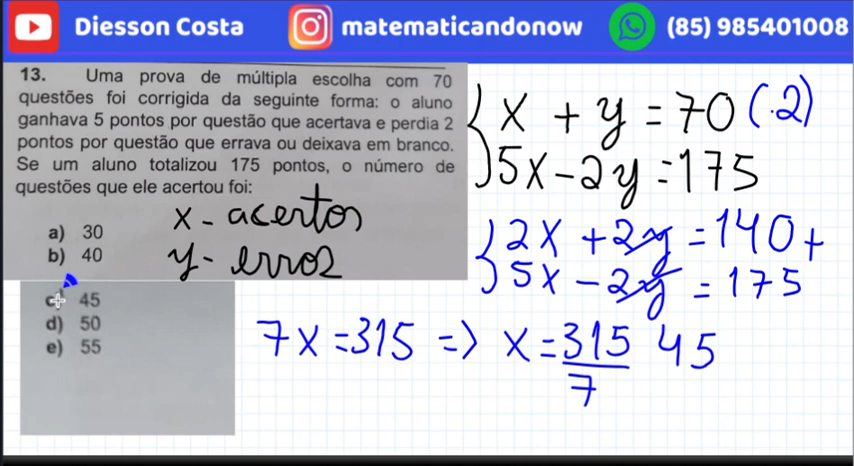 Diesson Costa matematicandonow (85) 985401008
13. Uma prova de múltipla escolha com 70
questões foi corrigida da seguinte forma: o aluno
ganhava 5 pontos por questão que acertava e perdia 2
pontos por questão que errava ou deixava em branco.
Se um aluno totalizou 175 pontos, o número de
questões que ele acertou foi:
a) 30
b) 40
c) 45
d) 50
e) 55
x - acertos
y - erros
x + y = 70 (.2)
5x - 2y = 175
2x + 2y = 140 +
5x - 2y = 175
7x = 315 => x = 315 45
7